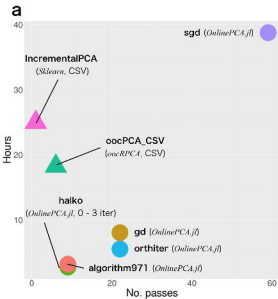 a
sgd (OnlinePCA.jl)
IncrementalPCA
(Sklearn, CSV)
oocPCA_CSV
(oocRPCA, CSV)
halko
(OnlinePCA.jl, 0 - 3 iter)
gd (OnlinePCA.jl)
orthiter (OnlinePCA.jl)
algorithm971 (OnlinePCA.jl)
Hours
40
30
20
10
0
20
40
60
No. passes